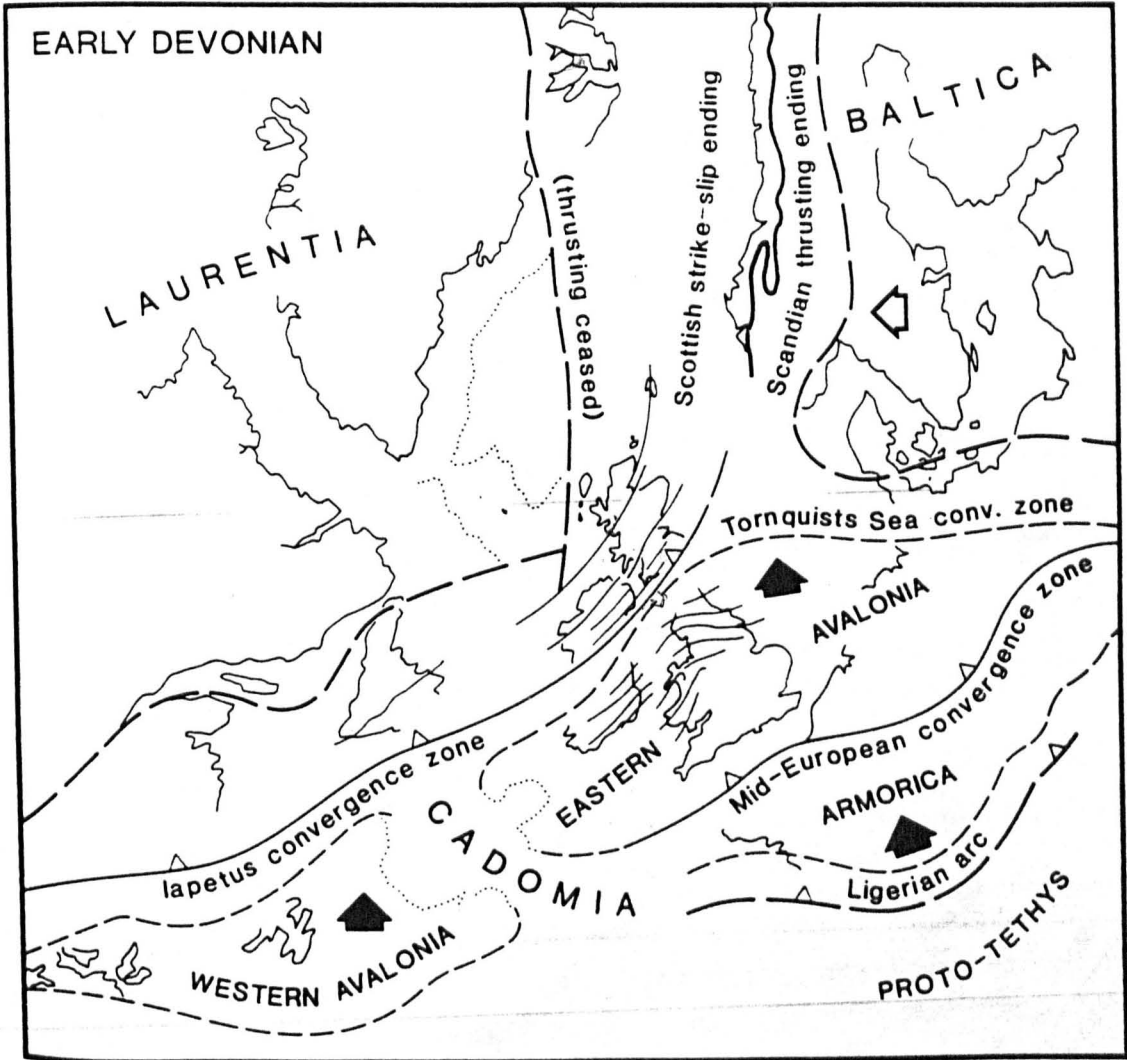 EARLY DEVONIAN
LAURENTIA
(thrusting ceased)
Scottish strike-slip ending
Scandian thrusting ending
BALTICA
Tornquists Sea conv. zone
AVALONIA
EASTERN
Iapetus convergence zone
CADOMIA
Mid-European convergence zone
ARMORICA
Ligerian arc
WESTERN AVALONIA
PROTO-TETHYS